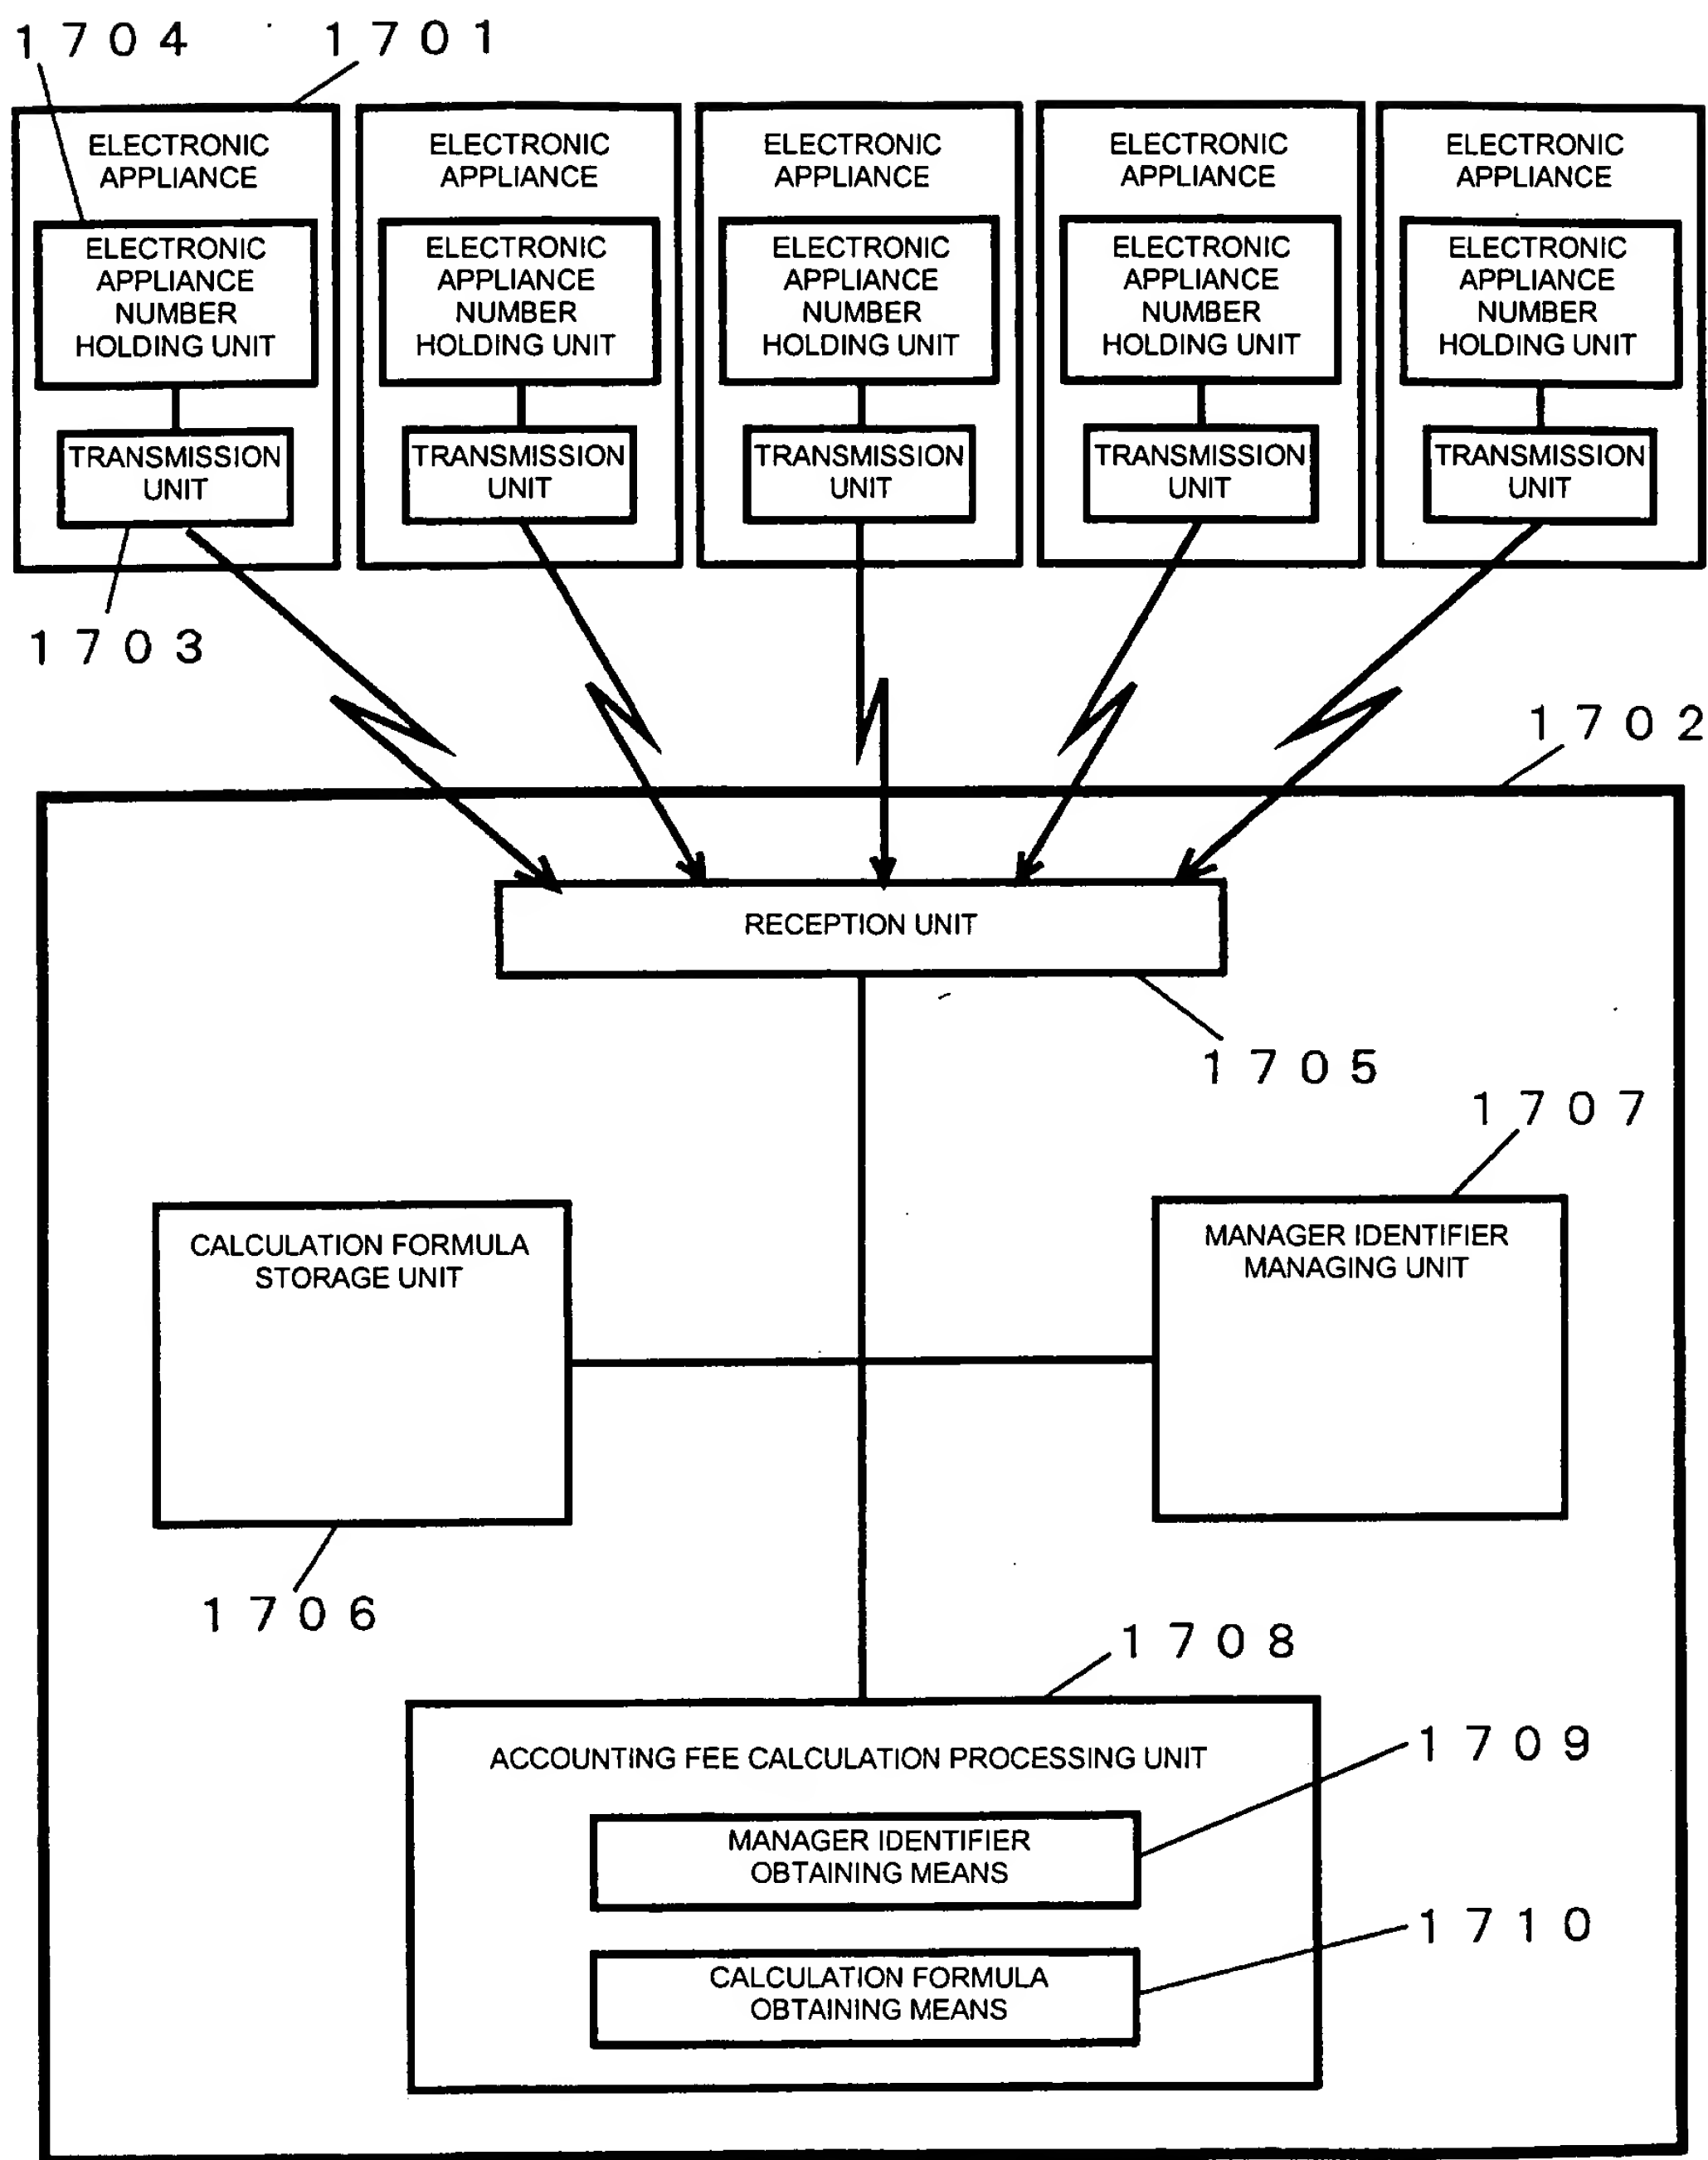 1704
1701
ELECTRONIC
APPLIANCE
ELECTRONIC
APPLIANCE
NUMBER
HOLDING UNIT
TRANSMISSION
UNIT
ELECTRONIC
APPLIANCE
ELECTRONIC
APPLIANCE
NUMBER
HOLDING UNIT
TRANSMISSION
UNIT
ELECTRONIC
APPLIANCE
ELECTRONIC
APPLIANCE
NUMBER
HOLDING UNIT
TRANSMISSION
UNIT
ELECTRONIC
APPLIANCE
ELECTRONIC
APPLIANCE
NUMBER
HOLDING UNIT
TRANSMISSION
UNIT
ELECTRONIC
APPLIANCE
ELECTRONIC
APPLIANCE
NUMBER
HOLDING UNIT
TRANSMISSION
UNIT
1703
1702
RECEPTION UNIT
1705
1707
CALCULATION FORMULA
STORAGE UNIT
MANAGER IDENTIFIER
MANAGING UNIT
1706
1708
ACCOUNTING FEE CALCULATION PROCESSING UNIT
1709
MANAGER IDENTIFIER
OBTAINING MEANS
1710
CALCULATION FORMULA
OBTAINING MEANS